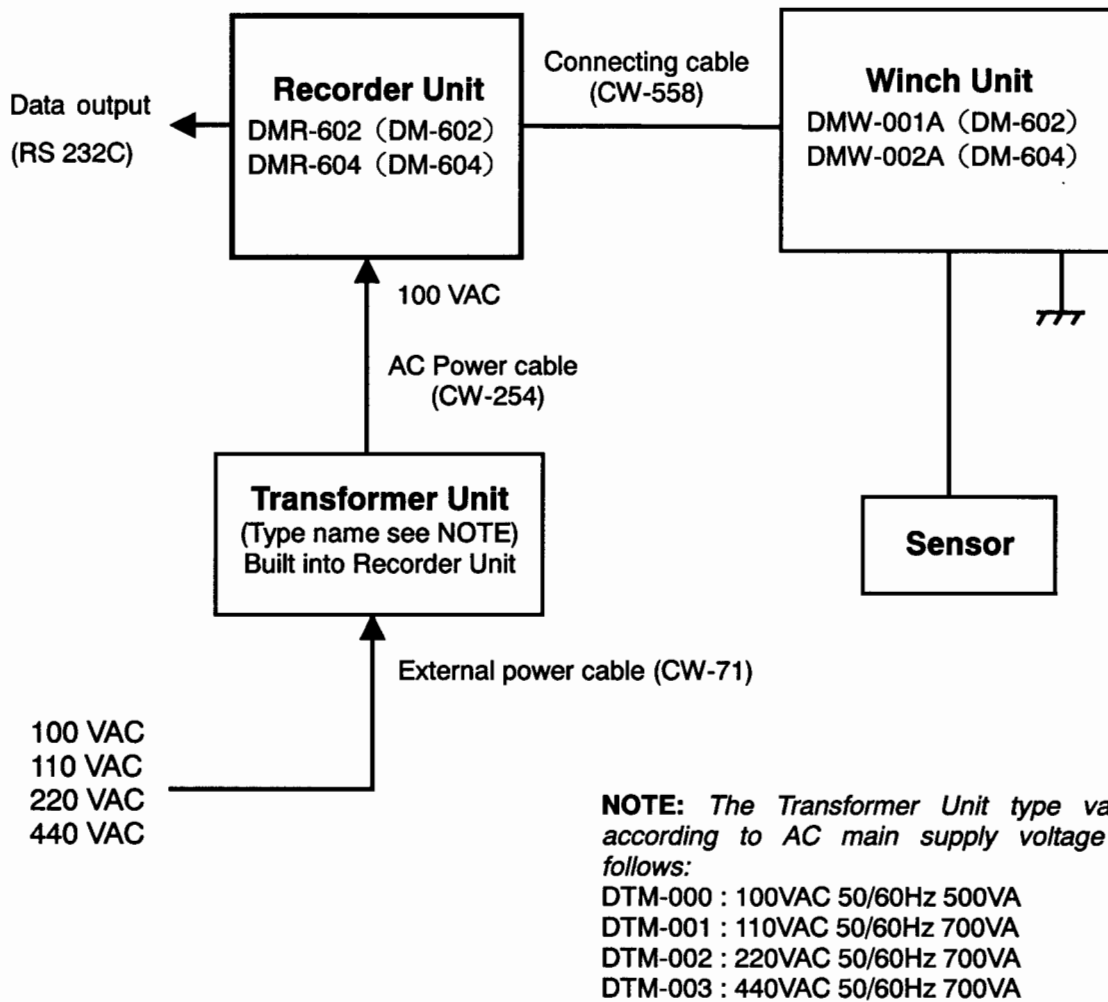 Data output
(RS 232C)
Recorder Unit
DMR-602 (DM-602)
DMR-604 (DM-604)
Connecting cable
(CW-558)
Winch Unit
DMW-001A (DM-602)
DMW-002A (DM-604)
100 VAC
AC Power cable
(CW-254)
Transformer Unit
(Type name see NOTE)
Built into Recorder Unit
Sensor
External power cable (CW-71)
100 VAC
110 VAC
220 VAC
440 VAC
NOTE: The Transformer Unit type
according to AC main supply voltage
follows:
DTM-000 : 100VAC 50/60Hz 500VA
DTM-001 : 110VAC 50/60Hz 700VA
DTM-002 : 220VAC 50/60Hz 700VA
DTM-003 : 440VAC 50/60Hz 700VA